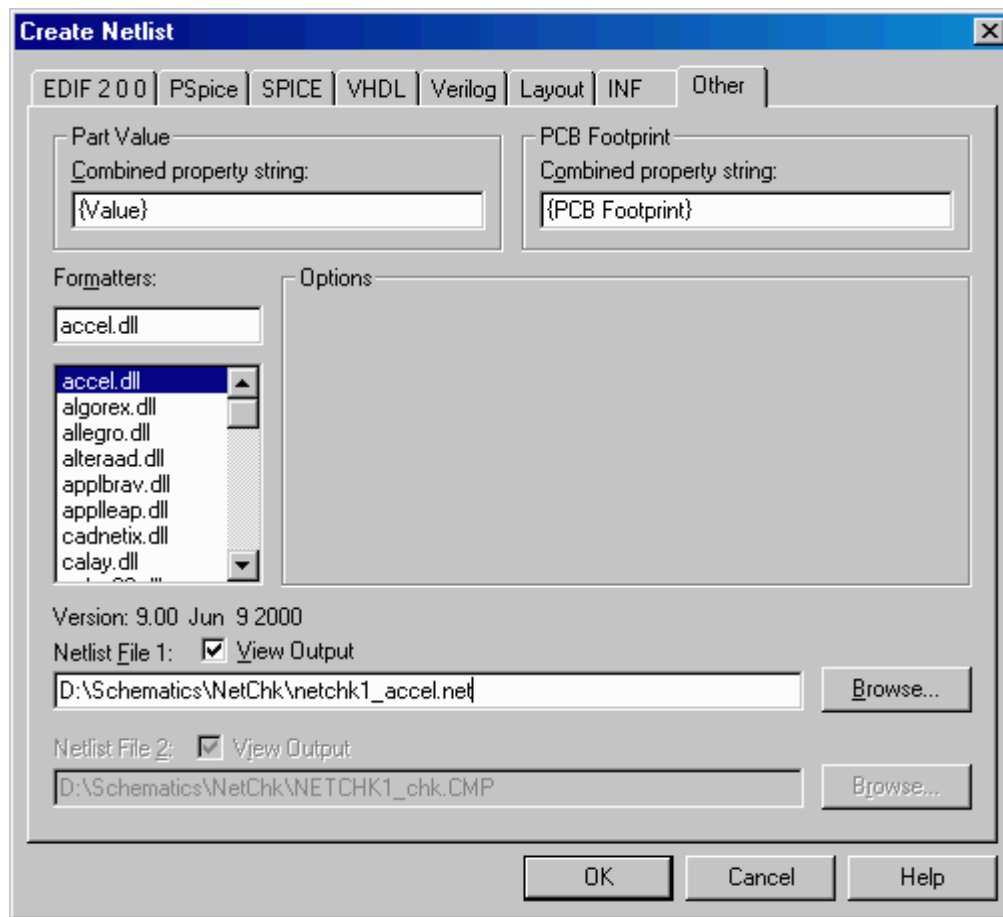 Create Netlist
EDIF 2 0 0 PSpice SPICE VHDL Verilog Layout INF Other
Part Value
Combined property string:
{Value}
PCB Footprint
Combined property string:
{PCB Footprint}
Formatters:
accel.dll
accel.dll
algorex.dll
allegro.dll
alteraad.dll
applbrav.dll
applleap.dll
cadnetix.dll
calay.dll
Options
Version: 9.00 Jun 9 2000
Netlist File 1: View Output
D:\Schematics\NetChk\netchk1_accel.net
Browse...
Netlist File 2: View Output
D:\Schematics\NetChk\NETCHK1_chk.CMP
Browse...
OK Cancel Help